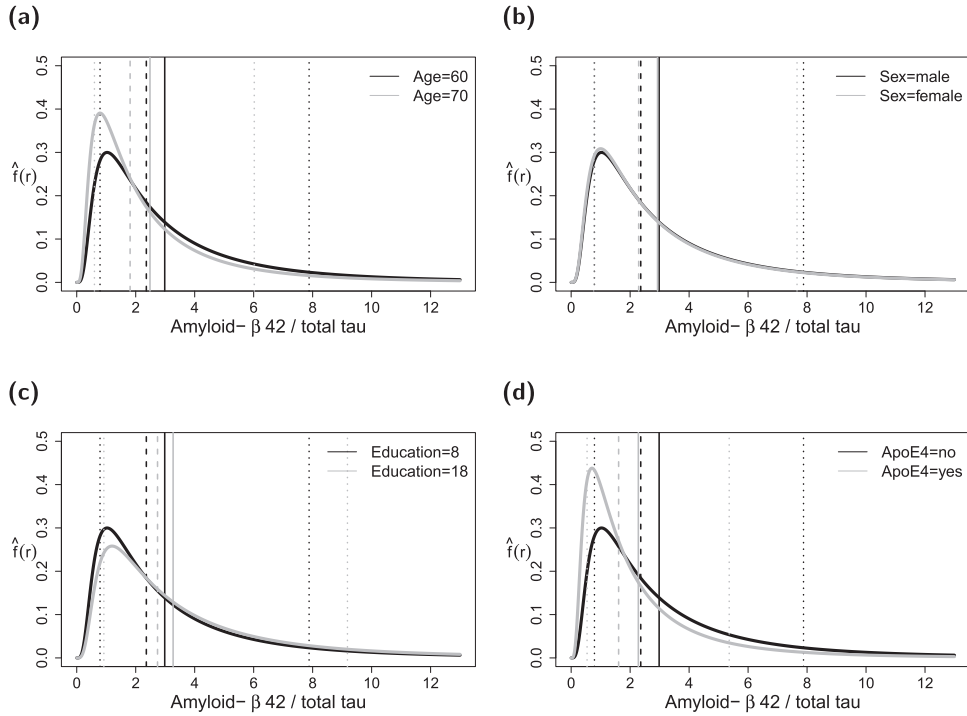 (a)
Age=60
Age=70
0.0 0.1 0.2 0.3 0.4 0.5
f̂(r)
0 2 4 6 8 10 12
Amyloid− β 42 / total tau
(b)
Sex=male
Sex=female
0.0 0.1 0.2 0.3 0.4 0.5
f̂(r)
0 2 4 6 8 10 12
Amyloid− β 42 / total tau
(c)
Education=8
Education=18
0.0 0.1 0.2 0.3 0.4 0.5
f̂(r)
0 2 4 6 8 10 12
Amyloid− β 42 / total tau
(d)
ApoE4=no
ApoE4=yes
0.0 0.1 0.2 0.3 0.4 0.5
f̂(r)
0 2 4 6 8 10 12
Amyloid− β 42 / total tau